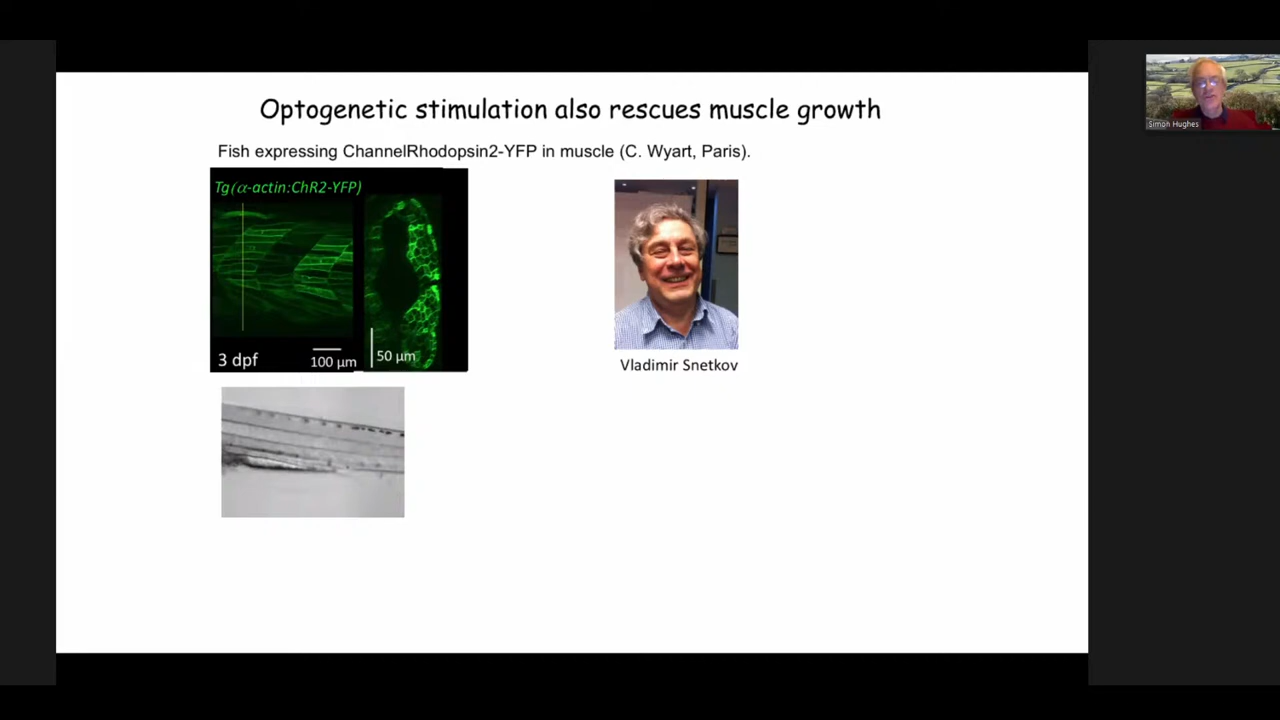 Optogenetic stimulation also rescues muscle growth
Fish expressing ChannelRhodopsin2-YFP in muscle (C. Wyart, Paris).
Tg(α-actin:ChR2-YFP)
3 dpf
100 µm
50 µm
Vladimir Snetkov
Simon Hughes